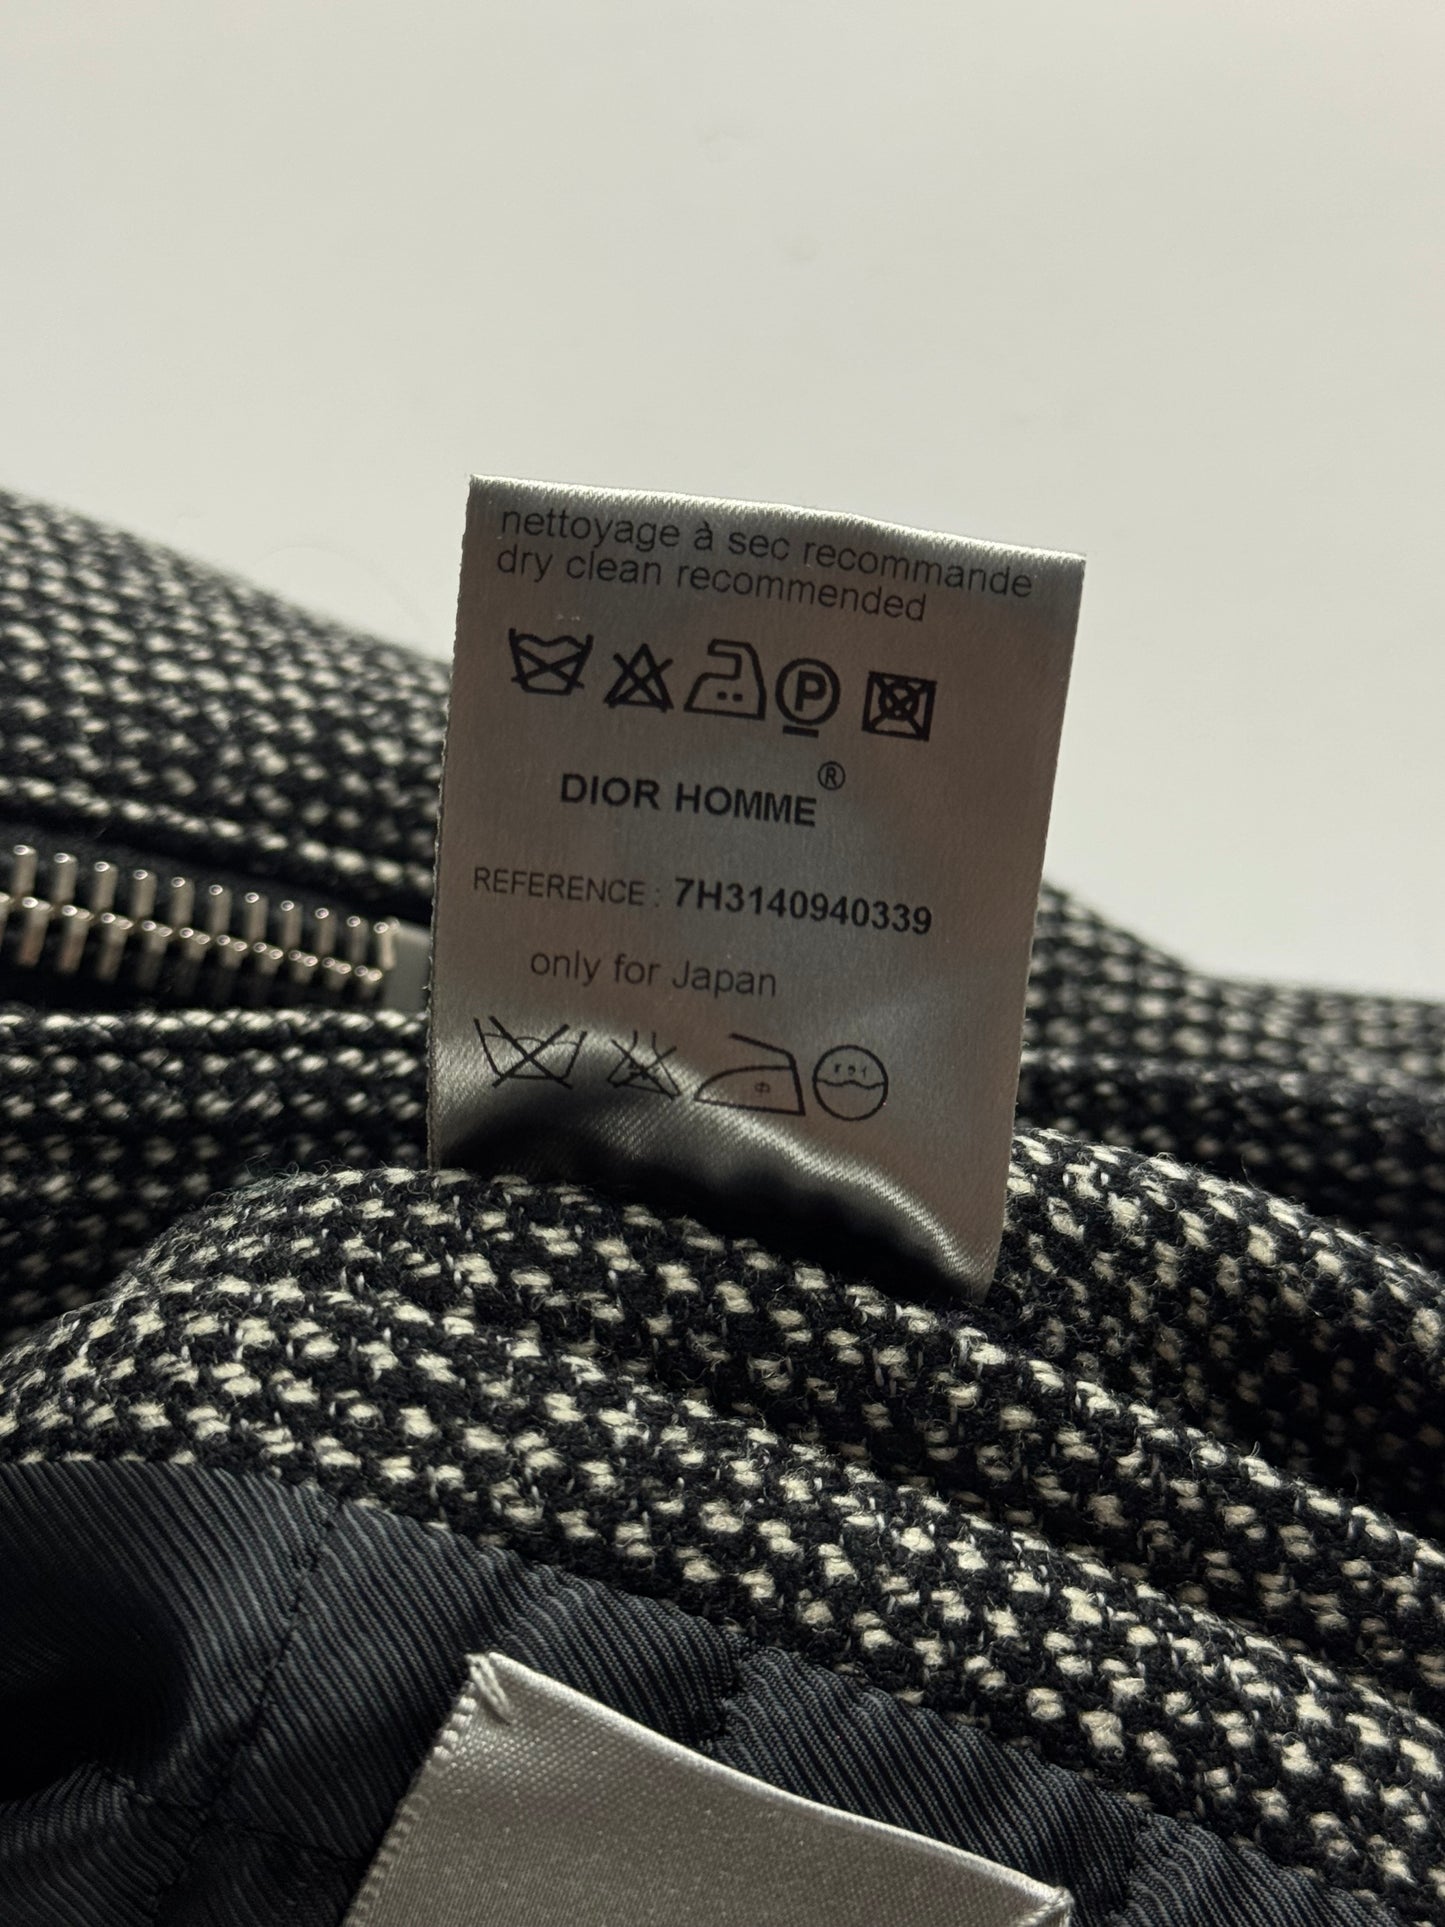 nettoyage à sec recommande
dry clean recommended
P
DIOR HOMME®
REFERENCE : 7H3140940339
only for Japan